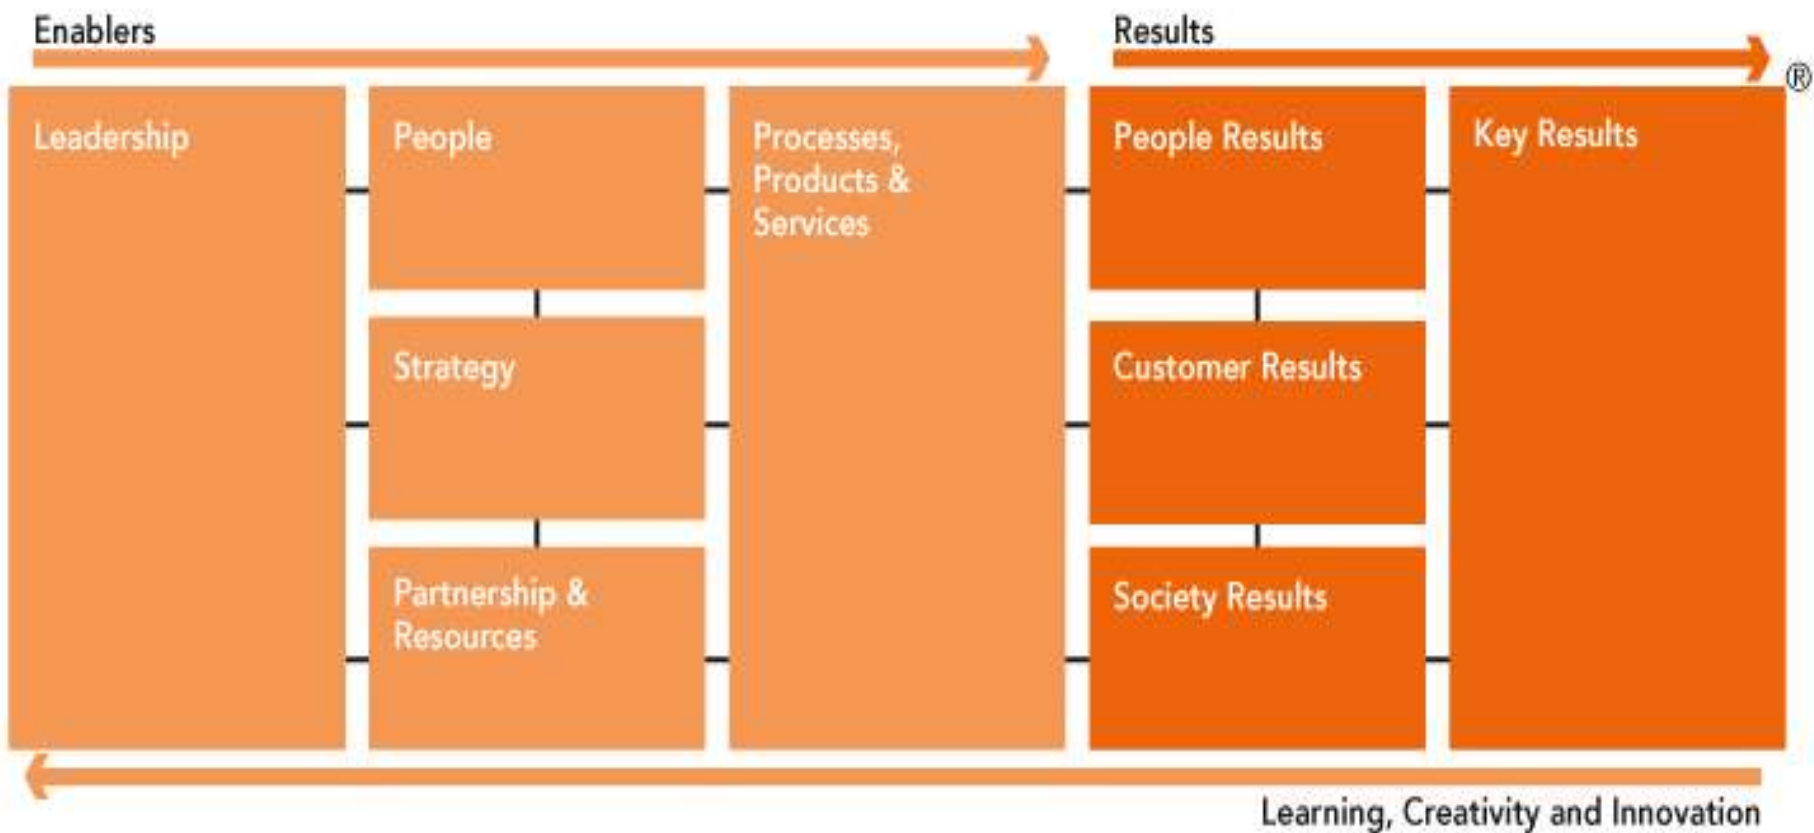 Enablers
Results
®
Leadership
People
Processes,
Products &
Services
People Results
Key Results
Strategy
Customer Results
Partnership &
Resources
Society Results
Learning, Creativity and Innovation